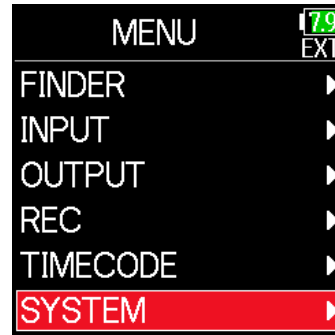 MENU
7.9
EXT
FINDER
INPUT
OUTPUT
REC
TIMECODE
SYSTEM